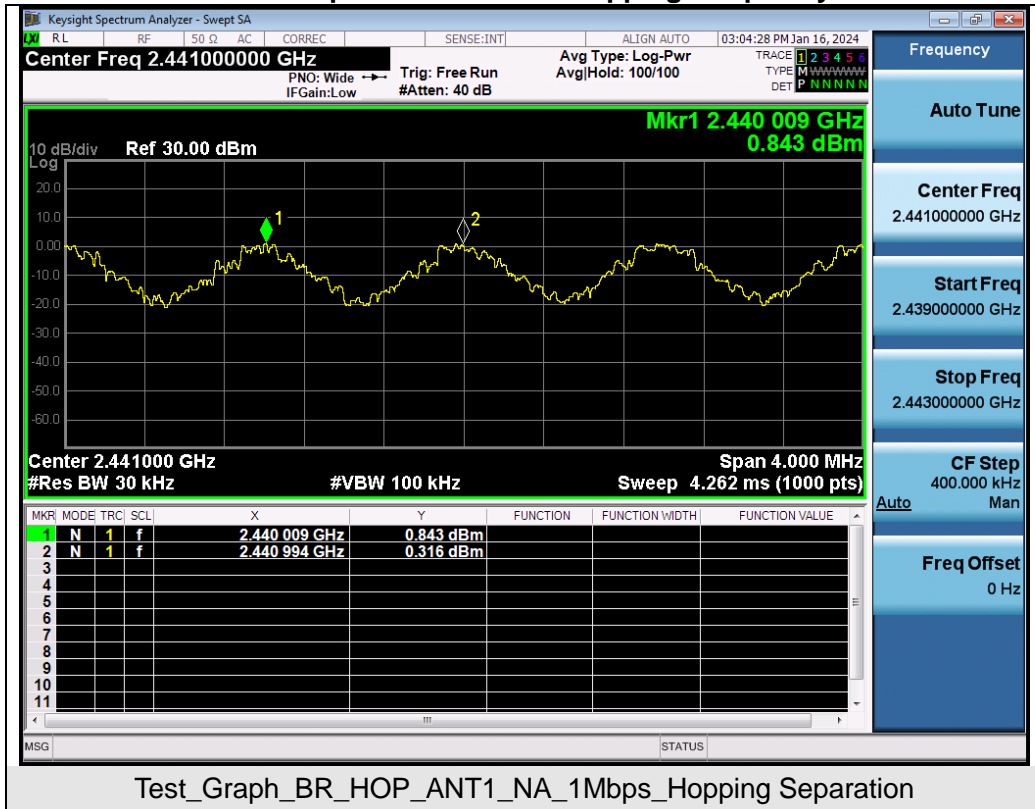 Keysight Spectrum Analyzer - Swept SA
LXI RL RF 50 Ω AC CORREC SENSE:INT ALIGN AUTO 03:04:28 PM Jan 16, 2024
Center Freq 2.441000000 GHz
PNO: Wide
IFGain:Low
Trig: Free Run
#Atten: 40 dB
Avg Type: Log-Pwr
Avg|Hold: 100/100
TRACE 1 2 3 4 5 6
TYPE M W W W W W
DET P N N N N N
Mkr1 2.440 009 GHz
0.843 dBm
10 dB/div Ref 30.00 dBm
Log
20.0
10.0
0.00
-10.0
-20.0
-30.0
-40.0
-50.0
-60.0
1
2
Center 2.441000 GHz Span 4.000 MHz
#Res BW 30 kHz #VBW 100 kHz Sweep 4.262 ms (1000 pts)
MKR MODE TRC SCL X Y FUNCTION FUNCTION WIDTH FUNCTION VALUE
1 N 1 f 2.440 009 GHz 0.843 dBm
2 N 1 f 2.440 994 GHz 0.316 dBm
3
4
5
6
7
8
9
10
11
MSG STATUS
Frequency
Auto Tune
Center Freq
2.441000000 GHz
Start Freq
2.439000000 GHz
Stop Freq
2.443000000 GHz
CF Step
400.000 kHz
Auto Man
Freq Offset
0 Hz
Test_Graph_BR_HOP_ANT1_NA_1Mbps_Hopping Separation